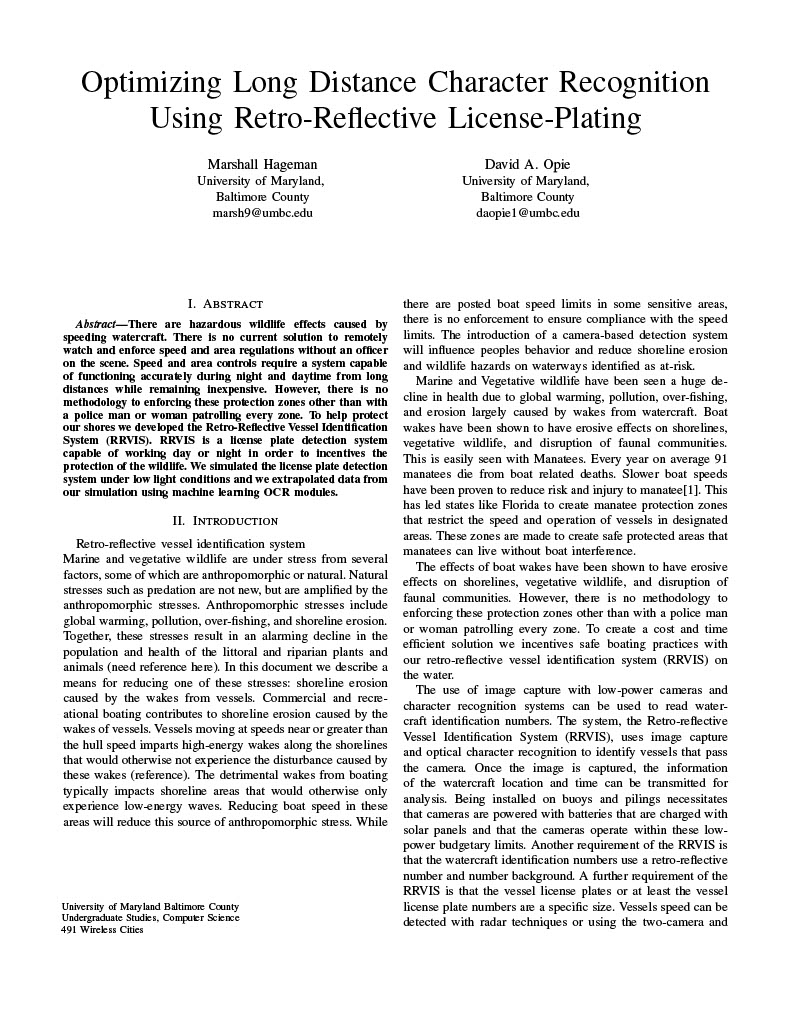 Optimizing Long Distance Character Recognition
Using Retro-Reflective License-Plating
Marshall Hageman
University of Maryland,
Baltimore County
marsh9@umbc.edu
David A. Opie
University of Maryland,
Baltimore County
daopie1@umbc.edu
I. Abstract
Abstract—There are hazardous wildlife effects caused by
speeding watercraft. There is no current solution to remotely
watch and enforce speed and area regulations without an officer
on the scene. Speed and area controls require a system capable
of functioning accurately during night and daytime from long
distances while remaining inexpensive. However, there is no
methodology to enforcing these protection zones other than with
a police man or woman patrolling every zone. To help protect
our shores we developed the Retro-Reflective Vessel Identification
System (RRVIS). RRVIS is a license plate detection system
capable of working day or night in order to incentives the
protection of the wildlife. We simulated the license plate detection
system under low light conditions and we extrapolated data from
our simulation using machine learning OCR modules.
II. Introduction
Retro-reflective vessel identification system
Marine and vegetative wildlife are under stress from several
factors, some of which are anthropomorphic or natural. Natural
stresses such as predation are not new, but are amplified by the
anthropomorphic stresses. Anthropomorphic stresses include
global warming, pollution, over-fishing, and shoreline erosion.
Together, these stresses result in an alarming decline in the
population and health of the littoral and riparian plants and
animals (need reference here). In this document we describe a
means for reducing one of these stresses: shoreline erosion
caused by the wakes from vessels. Commercial and recre-
ational boating contributes to shoreline erosion caused by the
wakes of vessels. Vessels moving at speeds near or greater than
the hull speed imparts high-energy wakes along the shorelines
that would otherwise not experience the disturbance caused by
these wakes (reference). The detrimental wakes from boating
typically impacts shoreline areas that would otherwise only
experience low-energy waves. Reducing boat speed in these
areas will reduce this source of anthropomorphic stress. While
University of Maryland Baltimore County
Undergraduate Studies, Computer Science
491 Wireless Cities
there are posted boat speed limits in some sensitive areas,
there is no enforcement to ensure compliance with the speed
limits. The introduction of a camera-based detection system
will influence peoples behavior and reduce shoreline erosion
and wildlife hazards on waterways identified as at-risk.
Marine and Vegetative wildlife have been seen a huge de-
cline in health due to global warming, pollution, over-fishing,
and erosion largely caused by wakes from watercraft. Boat
wakes have been shown to have erosive effects on shorelines,
vegetative wildlife, and disruption of faunal communities.
This is easily seen with Manatees. Every year on average 91
manatees die from boat related deaths. Slower boat speeds
have been proven to reduce risk and injury to manatee[1]. This
has led states like Florida to create manatee protection zones
that restrict the speed and operation of vessels in designated
areas. These zones are made to create safe protected areas that
manatees can live without boat interference.
The effects of boat wakes have been shown to have erosive
effects on shorelines, vegetative wildlife, and disruption of
faunal communities. However, there is no methodology to
enforcing these protection zones other than with a police man
or woman patrolling every zone. To create a cost and time
efficient solution we incentives safe boating practices with
our retro-reflective vessel identification system (RRVIS) on
the water.
The use of image capture with low-power cameras and
character recognition systems can be used to read water-
craft identification numbers. The system, the Retro-reflective
Vessel Identification System (RRVIS), uses image capture
and optical character recognition to identify vessels that pass
the camera. Once the image is captured, the information
of the watercraft location and time can be transmitted for
analysis. Being installed on buoys and pilings necessitates
that cameras are powered with batteries that are charged with
solar panels and that the cameras operate within these low-
power budgetary limits. Another requirement of the RRVIS is
that the watercraft identification numbers use a retro-reflective
number and number background. A further requirement of the
RRVIS is that the vessel license plates or at least the vessel
license plate numbers are a specific size. Vessels speed can be
detected with radar techniques or using the two-camera and